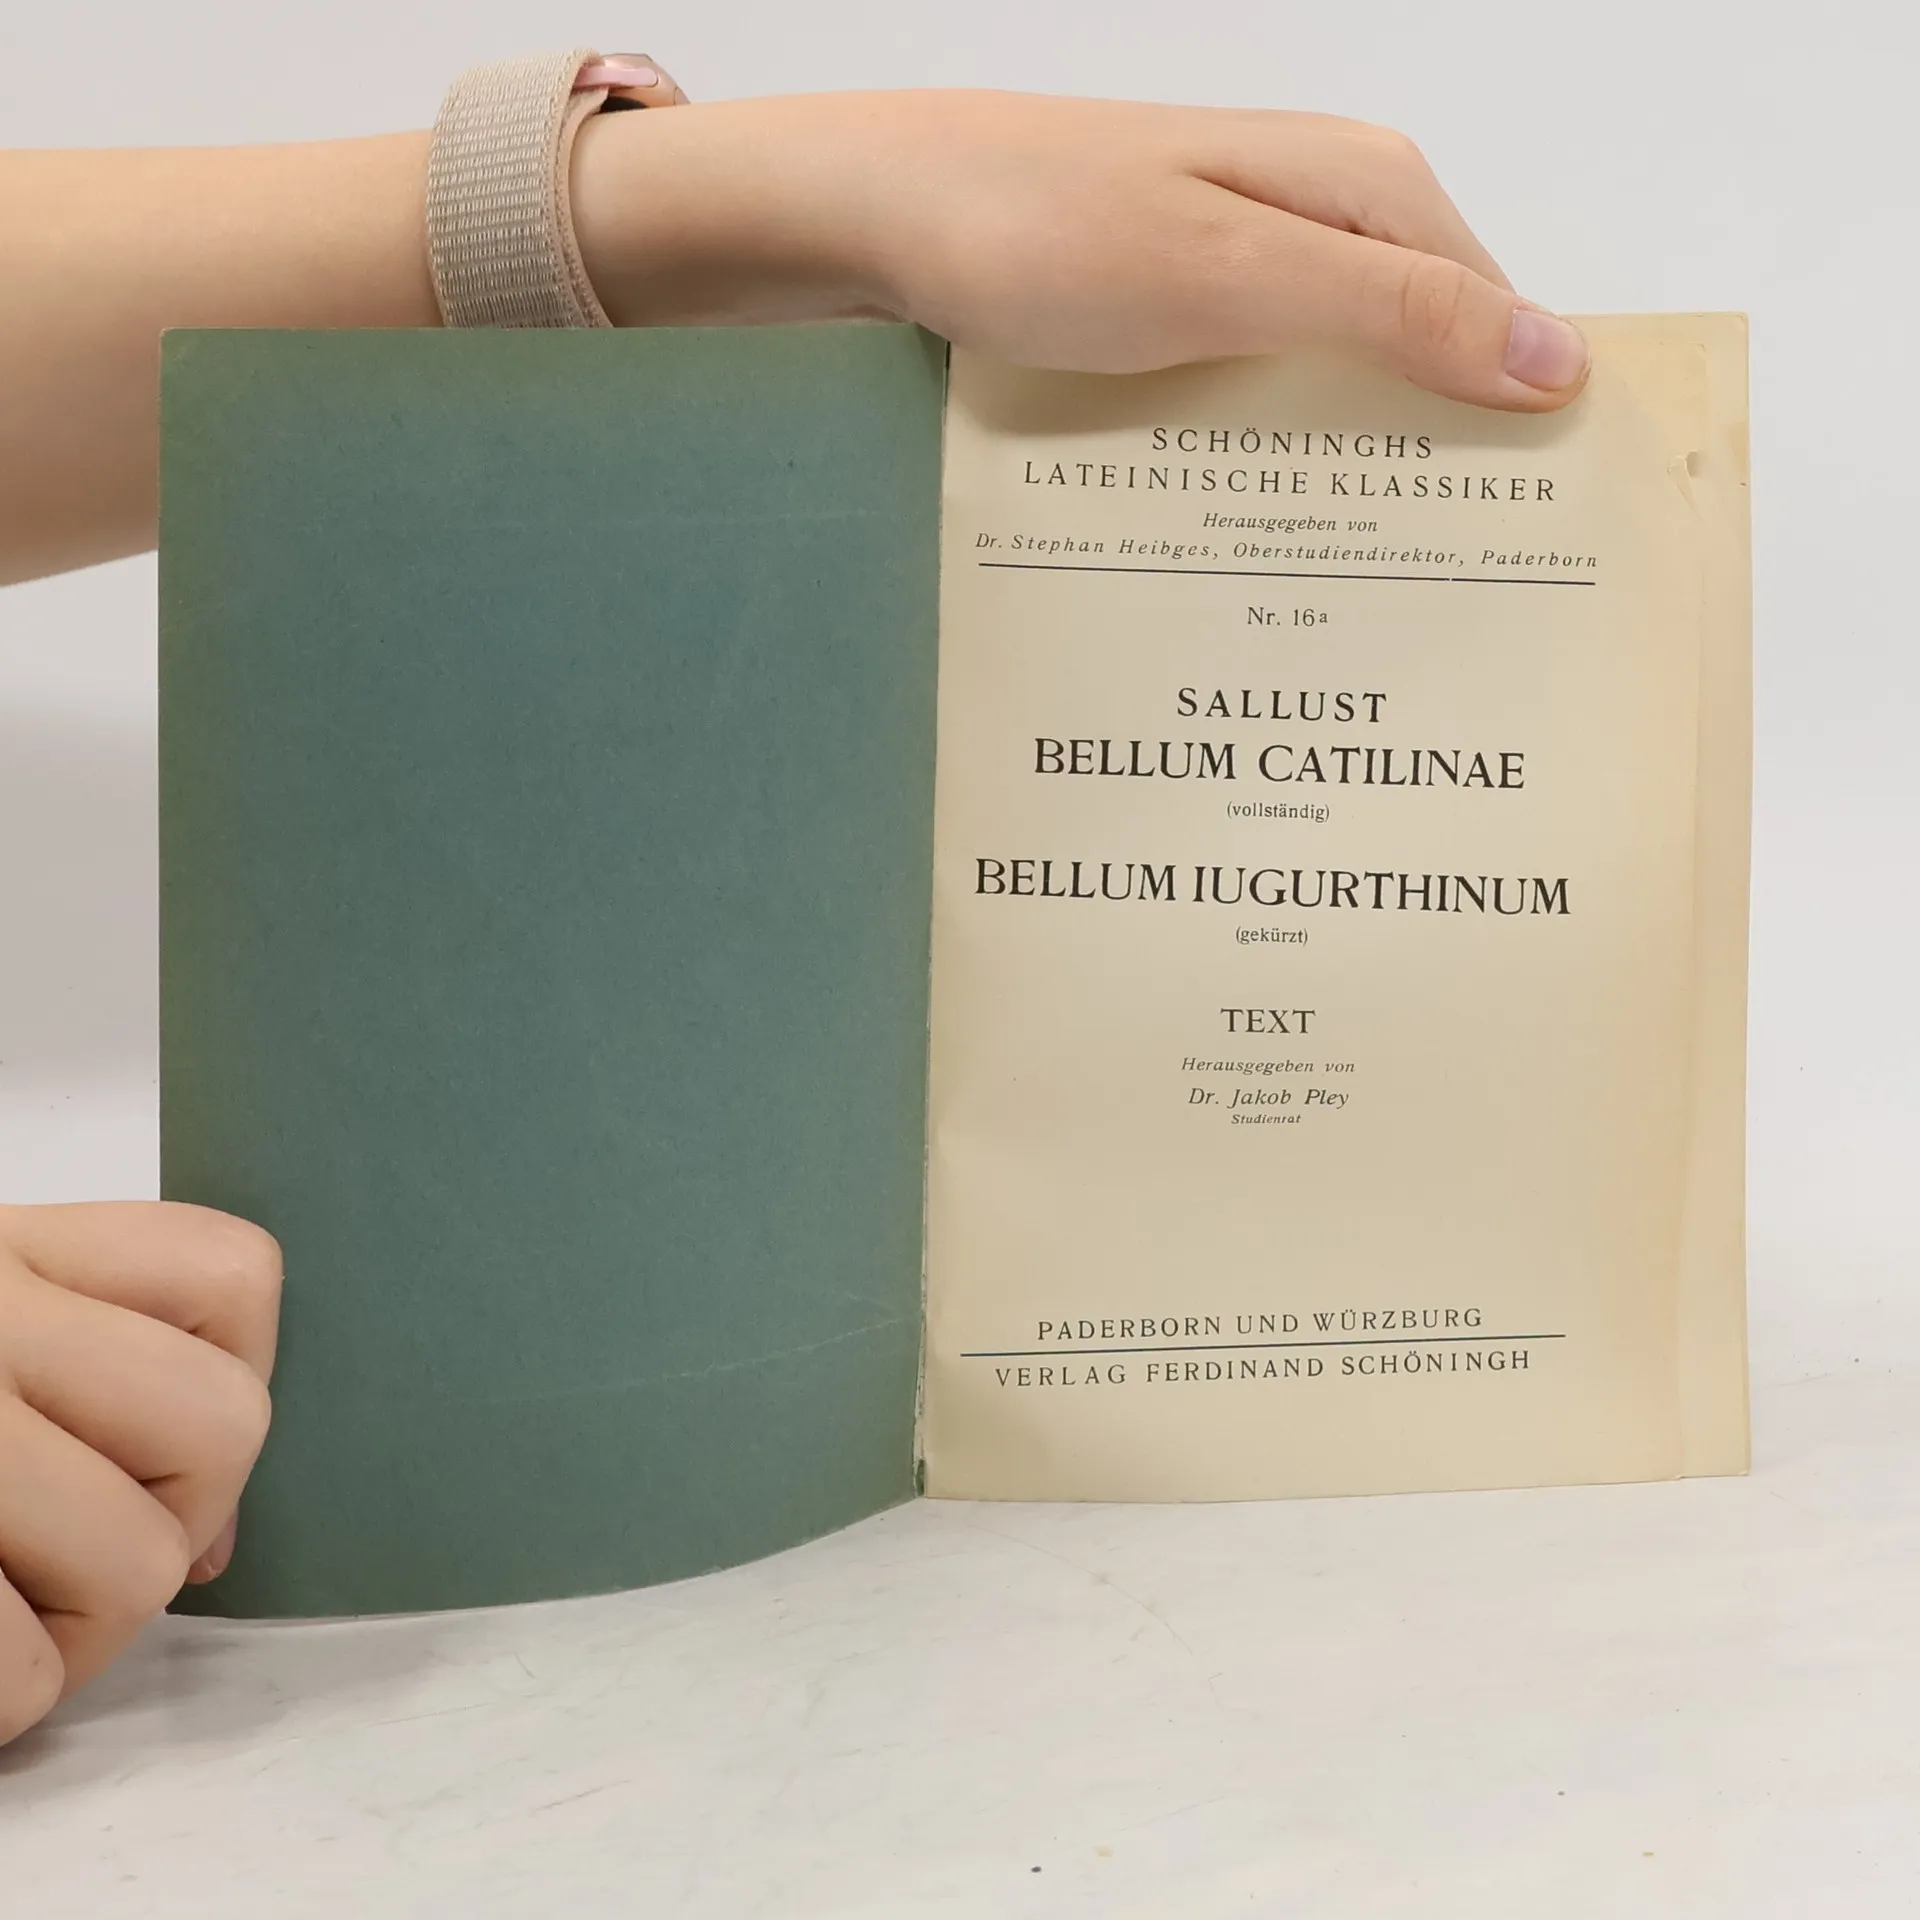 SCHÖNINGHS
LATEINISCHE KLASSIKER
Herausgegeben von
Dr. Stephan Heibges, Oberstudiendirektor, Paderborn
Nr. 16a
SALLUST
BELLUM CATILINAE
(vollständig)
BELLUM IUGURTHINUM
(gekürzt)
TEXT
Herausgegeben von
Dr. Jakob Pley
Studienrat
PADERBORN UND WÜRZBURG
VERLAG FERDINAND SCHÖNINGH